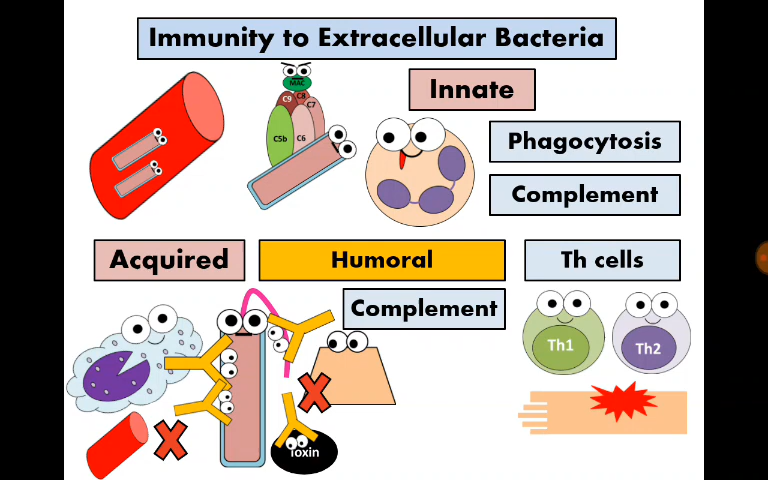 Immunity to Extracellular Bacteria
MAC
C9
C8
C7
C5b
C6
Innate
Phagocytosis
Complement
Acquired
Humoral
Th cells
Complement
Th1
Th2
Toxin